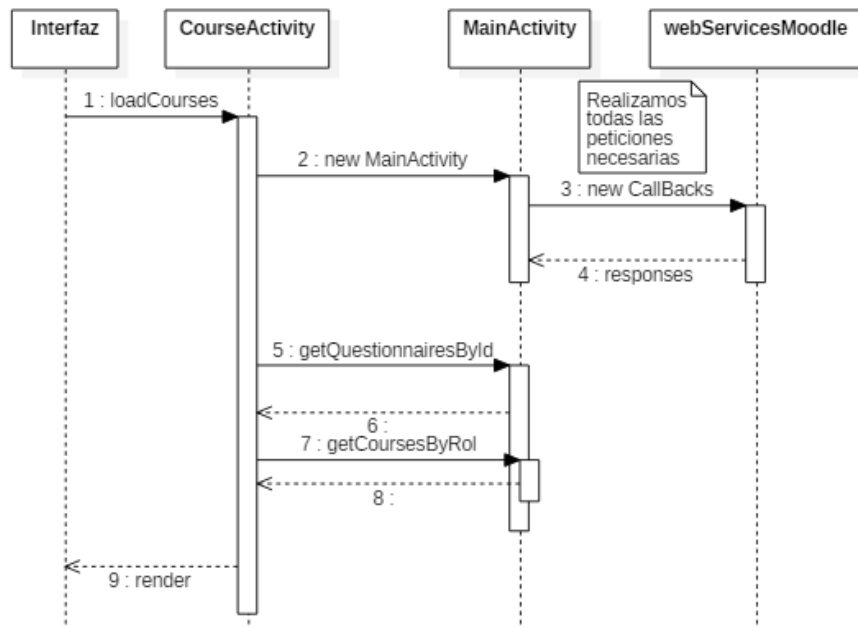 Interfaz
CourseActivity
MainActivity
webServicesMoodle
1 : loadCourses
Realizamos
todas las
peticiones
necesarias
2 : new MainActivity
3 : new CallBacks
4 : responses
5 : getQuestionnairesById
6 :
7 : getCoursesByRol
8 :
9 : render